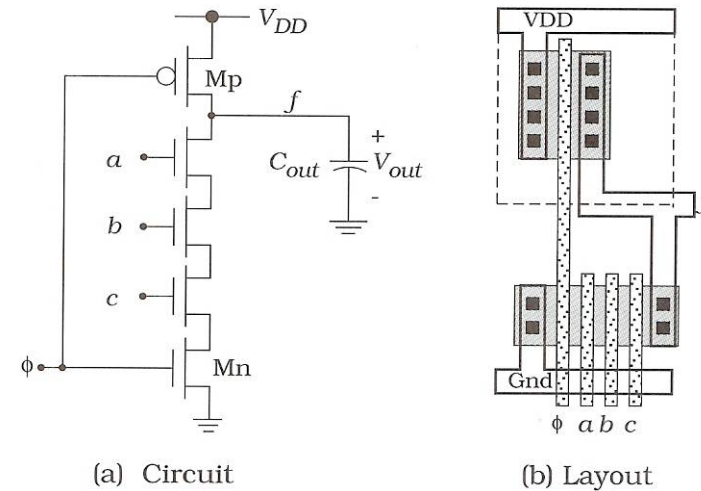 V_DD
Mp
f
a
C_out
+
V_out
-
b
c
ϕ
Mn
(a) Circuit
VDD
Gnd
ϕ a b c
(b) Layout